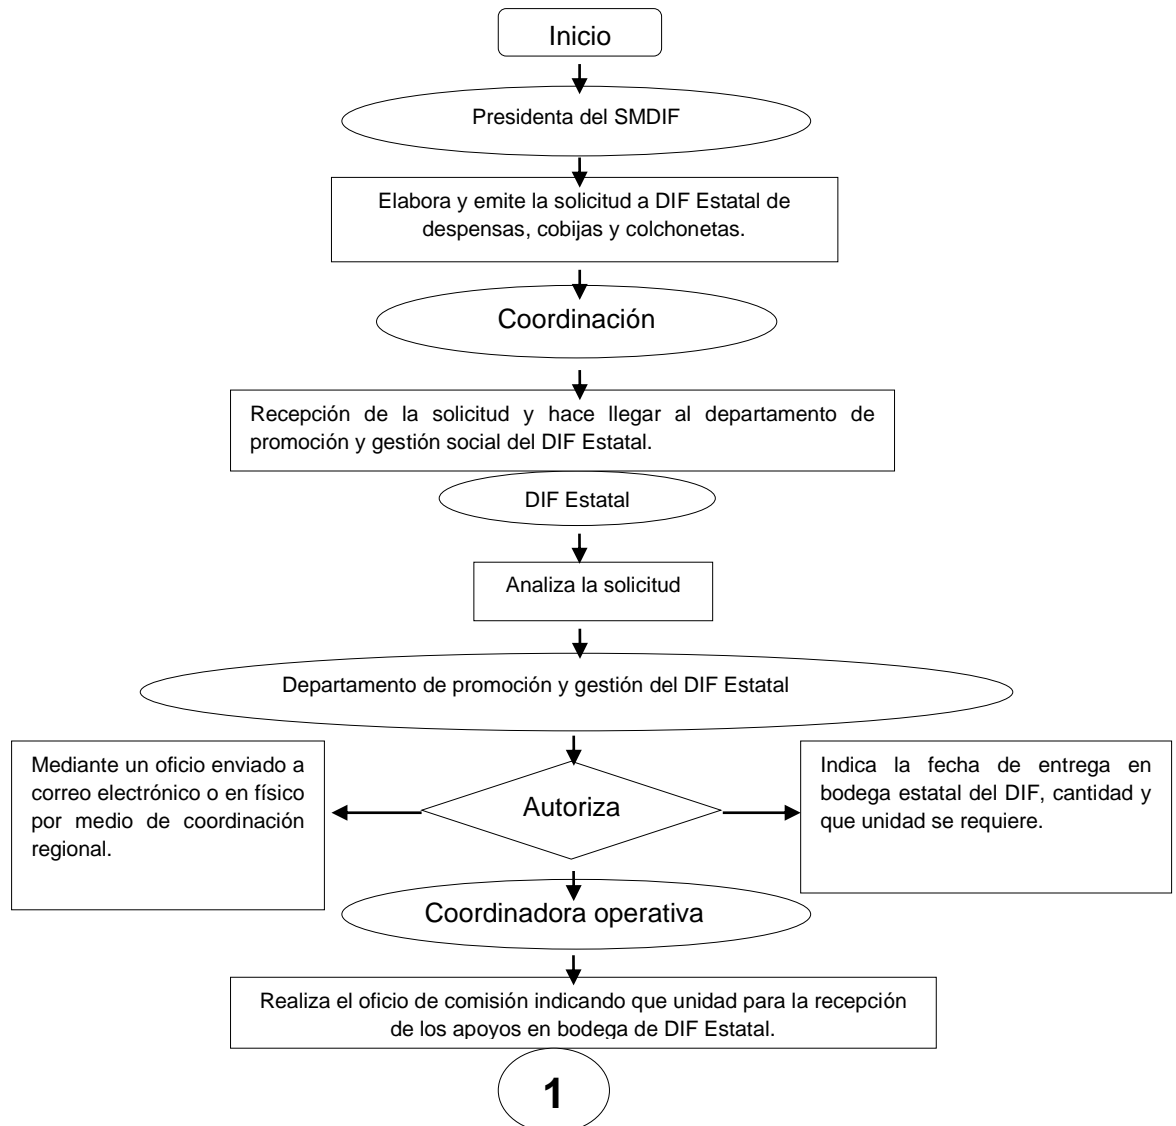 Inicio
Presidenta del SMDIF
Elabora y emite la solicitud a DIF Estatal de
despensas, cobijas y colchonetas.
Coordinación
Recepción de la solicitud y hace llegar al departamento de
promoción y gestión social del DIF Estatal.
DIF Estatal
Analiza la solicitud
Departamento de promoción y gestión del DIF Estatal
Mediante un oficio enviado a
correo electrónico o en físico
por medio de coordinación
regional.
Autoriza
Indica la fecha de entrega en
bodega estatal del DIF, cantidad y
que unidad se requiere.
Coordinadora operativa
Realiza el oficio de comisión indicando que unidad para la recepción
de los apoyos en bodega de DIF Estatal.
1